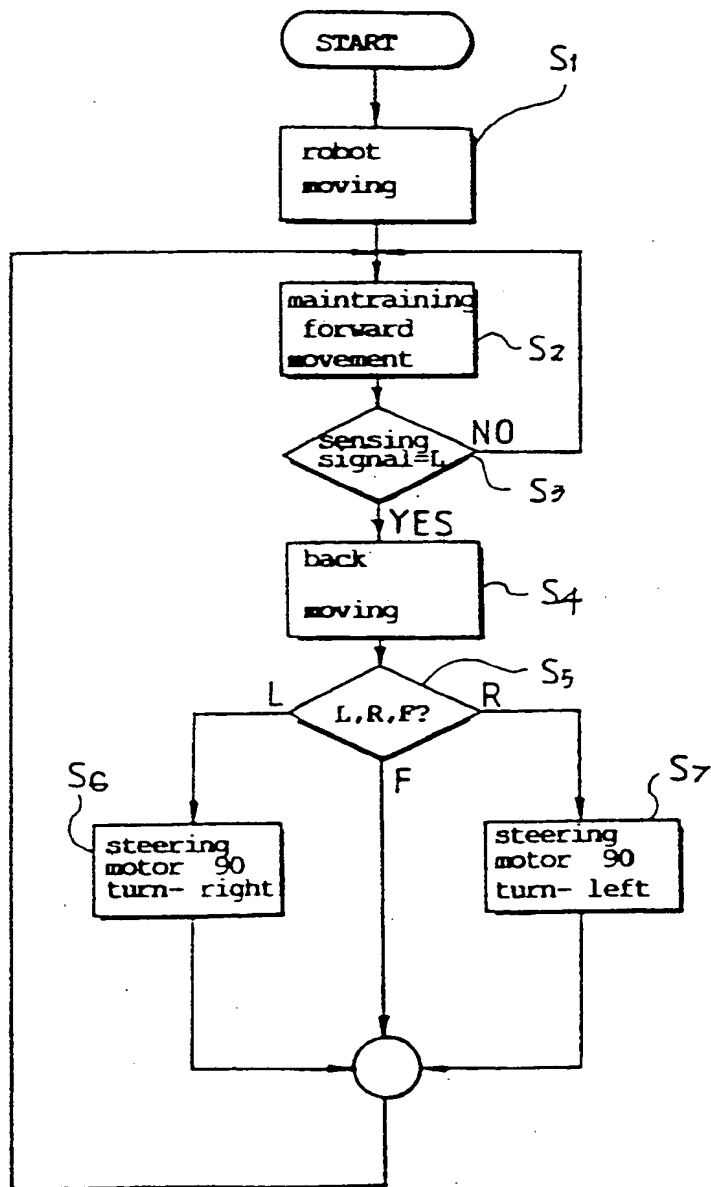 START
S1
robot
moving
maintraining
forward
movement
S2
sensing
signal=L
NO
S3
YES
back
moving
S4
S5
L
L,R,F?
R
F
S6
steering
motor 90
turn- right
S7
steering
motor 90
turn- left